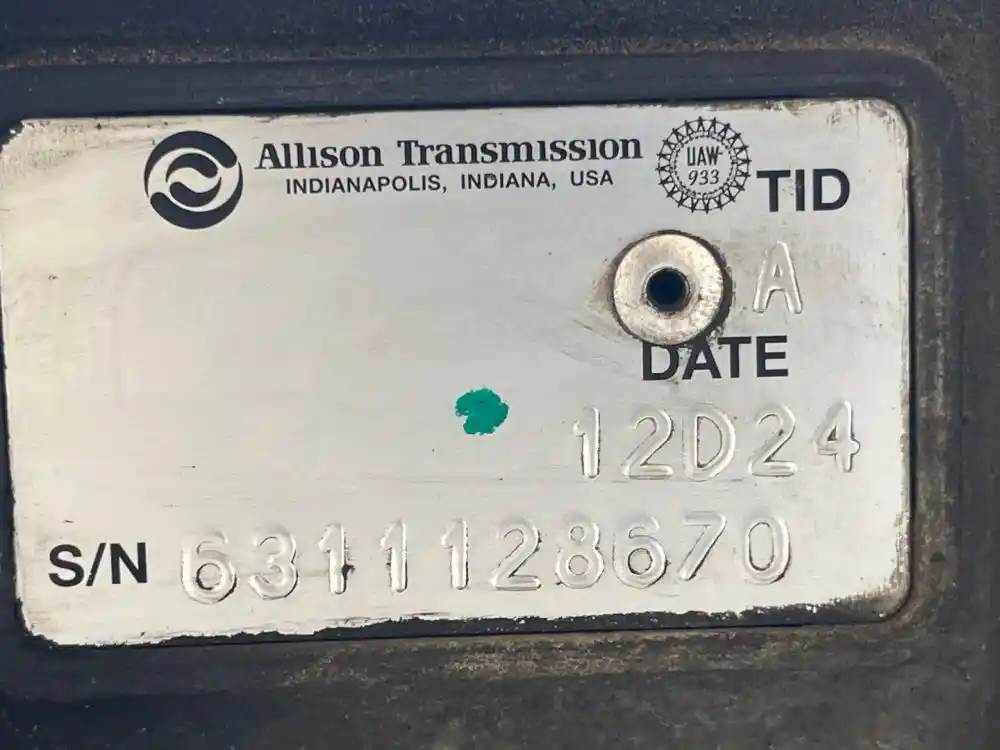 Allison Transmission
INDIANAPOLIS, INDIANA, USA
UAW
933
TID
A
DATE
12D24
S/N 6311128670